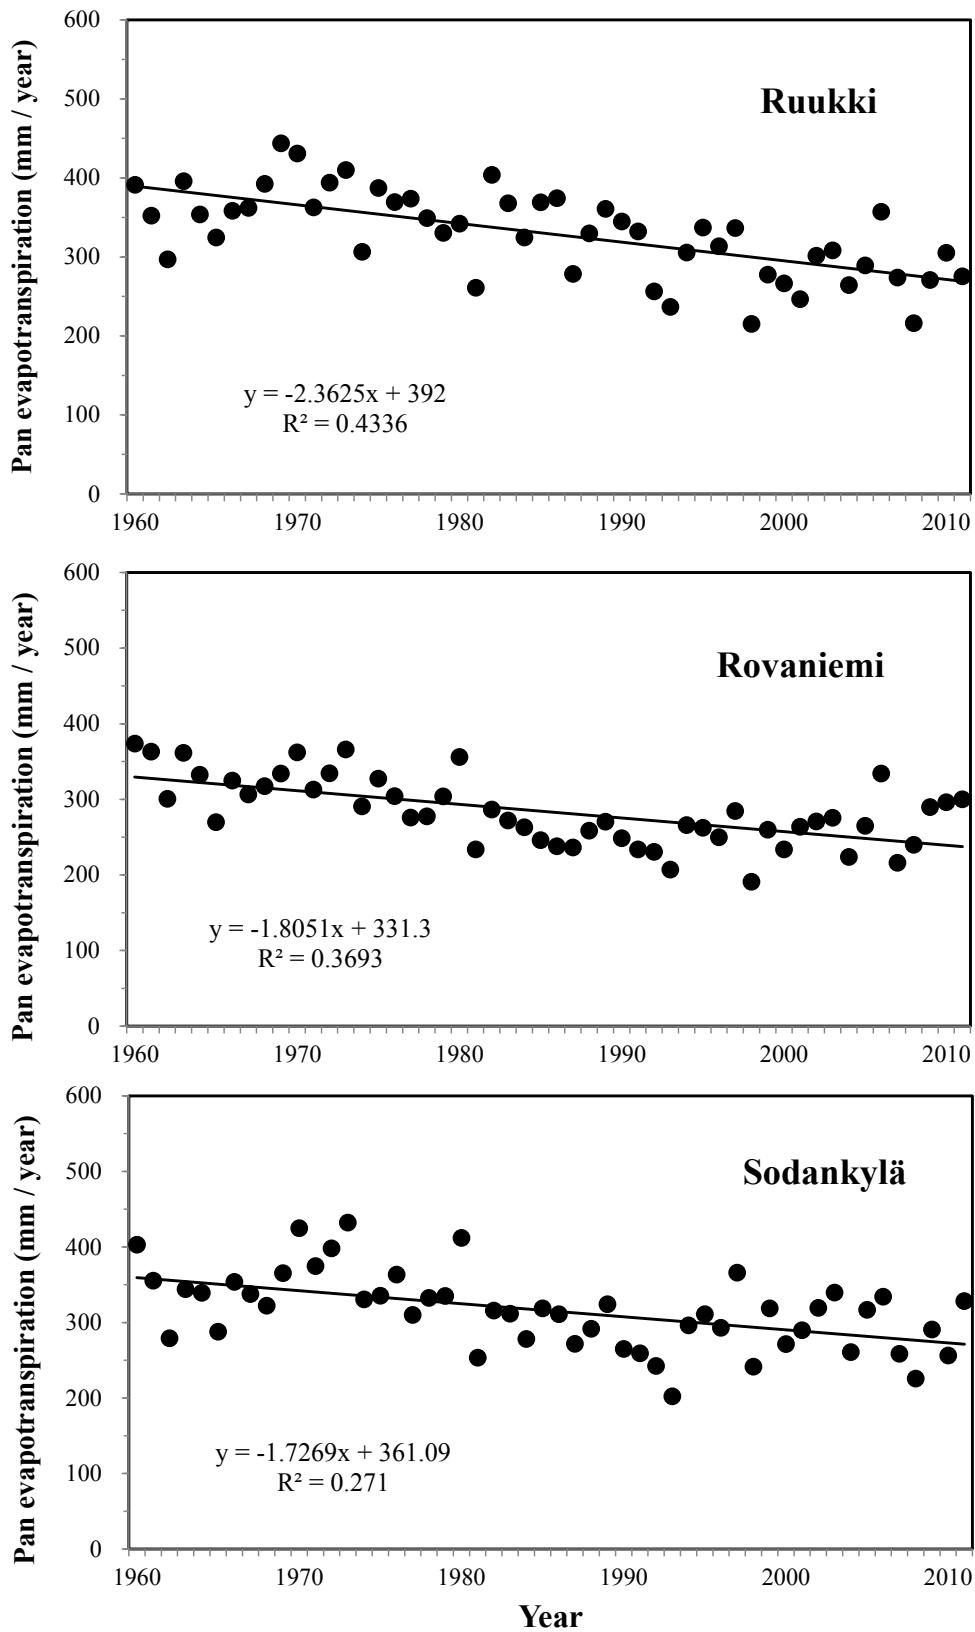 Pan evapotranspiration (mm / year)
600
500
400
300
200
100
0
Ruukki
y = -2.3625x + 392
R² = 0.4336
1960 1970 1980 1990 2000 2010
Pan evapotranspiration (mm / year)
600
500
400
300
200
100
0
Rovaniemi
y = -1.8051x + 331.3
R² = 0.3693
1960 1970 1980 1990 2000 2010
Pan evapotranspiration (mm / year)
600
500
400
300
200
100
0
Sodankylä
y = -1.7269x + 361.09
R² = 0.271
1960 1970 1980 1990 2000 2010
Year